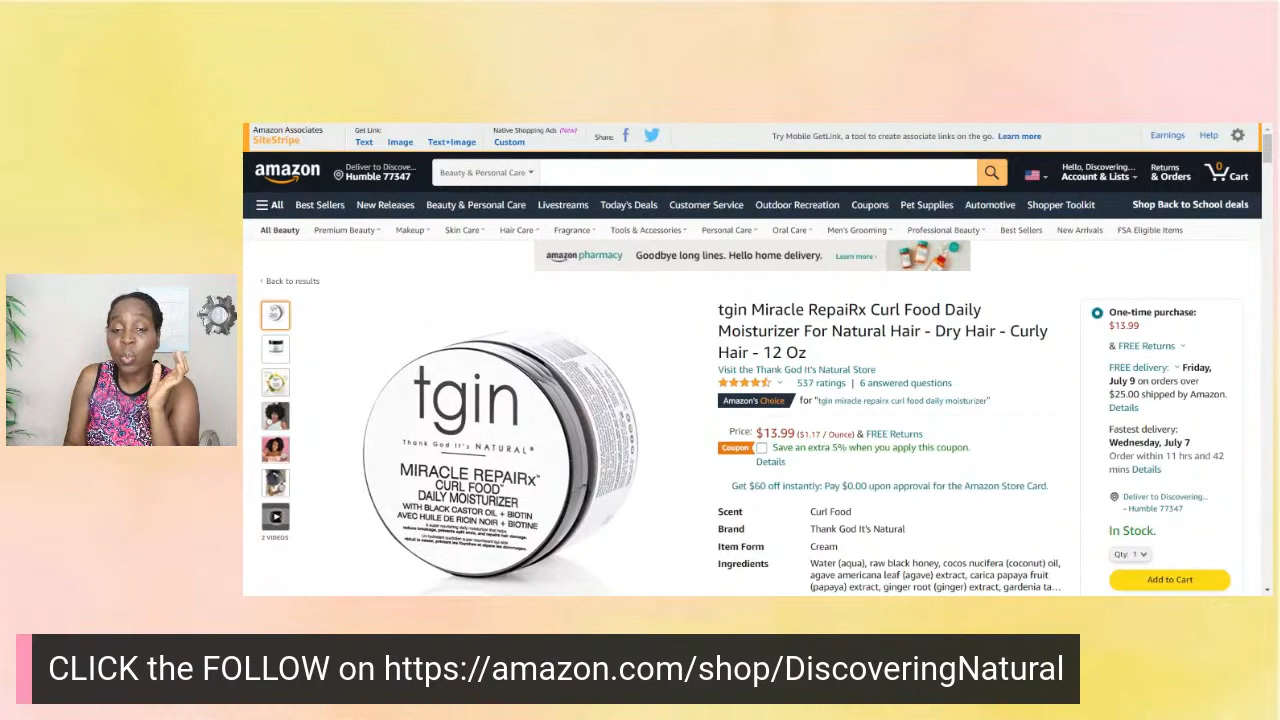 Amazon Associates
SiteStripe
Get Link:
Text Image Text+Image
Native Shopping Ads (New)
Custom
Share:
Try Mobile GetLink, a tool to create associate links on the go. Learn more
Earnings Help
amazon
Deliver to Discove...
Humble 77347
Beauty & Personal Care
Hello, Discovering...
Account & Lists
Returns
& Orders
0
Cart
All Best Sellers New Releases Beauty & Personal Care Livestreams Today's Deals Customer Service Outdoor Recreation Coupons Pet Supplies Automotive Shopper Toolkit Shop Back to School deals
All Beauty Premium Beauty Makeup Skin Care Hair Care Fragrance Tools & Accessories Personal Care Oral Care Men's Grooming Professional Beauty Best Sellers New Arrivals FSA Eligible Items
amazon pharmacy Goodbye long lines. Hello home delivery. Learn more ›
‹ Back to results
2 VIDEOS
tgin
Thank God It's NATURAL®
MIRACLE REPAIRx™
CURL FOOD™
DAILY MOISTURIZER
WITH BLACK CASTOR OIL + BIOTIN
AVEC HUILE DE RICIN NOIR + BIOTINE
tgin Miracle RepaiRx Curl Food Daily
Moisturizer For Natural Hair - Dry Hair - Curly
Hair - 12 Oz
Visit the Thank God It's Natural Store
537 ratings | 6 answered questions
Amazon's Choice for "tgin miracle repairx curl food daily moisturizer"
Price: $13.99 ($1.17 / Ounce) & FREE Returns
Coupon Save an extra 5% when you apply this coupon.
Details
Get $60 off instantly: Pay $0.00 upon approval for the Amazon Store Card.
Scent Curl Food
Brand Thank God It's Natural
Item Form Cream
Ingredients Water (aqua), raw black honey, cocos nucifera (coconut) oil,
agave americana leaf (agave) extract, carica papaya fruit
(papaya) extract, ginger root (ginger) extract, gardenia ta...
One-time purchase:
$13.99
& FREE Returns
FREE delivery: Friday,
July 9 on orders over
$25.00 shipped by Amazon.
Details
Fastest delivery:
Wednesday, July 7
Order within 11 hrs and 42
mins Details
Deliver to Discovering...
- Humble 77347
In Stock.
Qty: 1
Add to Cart
CLICK the FOLLOW on https://amazon.com/shop/DiscoveringNatural